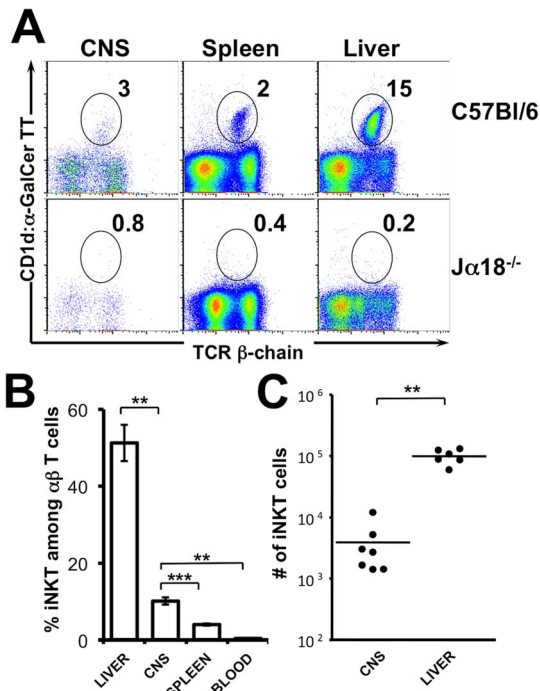 A
CNS Spleen Liver
3 2 15 C57Bl/6
0.8 0.4 0.2 Jα18-/-
CD1d:α-GalCer TT
TCR β-chain
B
% iNKT among αβ T cells
60
40
20
0
**
**
***
LIVER CNS SPLEEN BLOOD
C
# of iNKT cells
10⁶
10⁵
10⁴
10³
10²
**
CNS LIVER